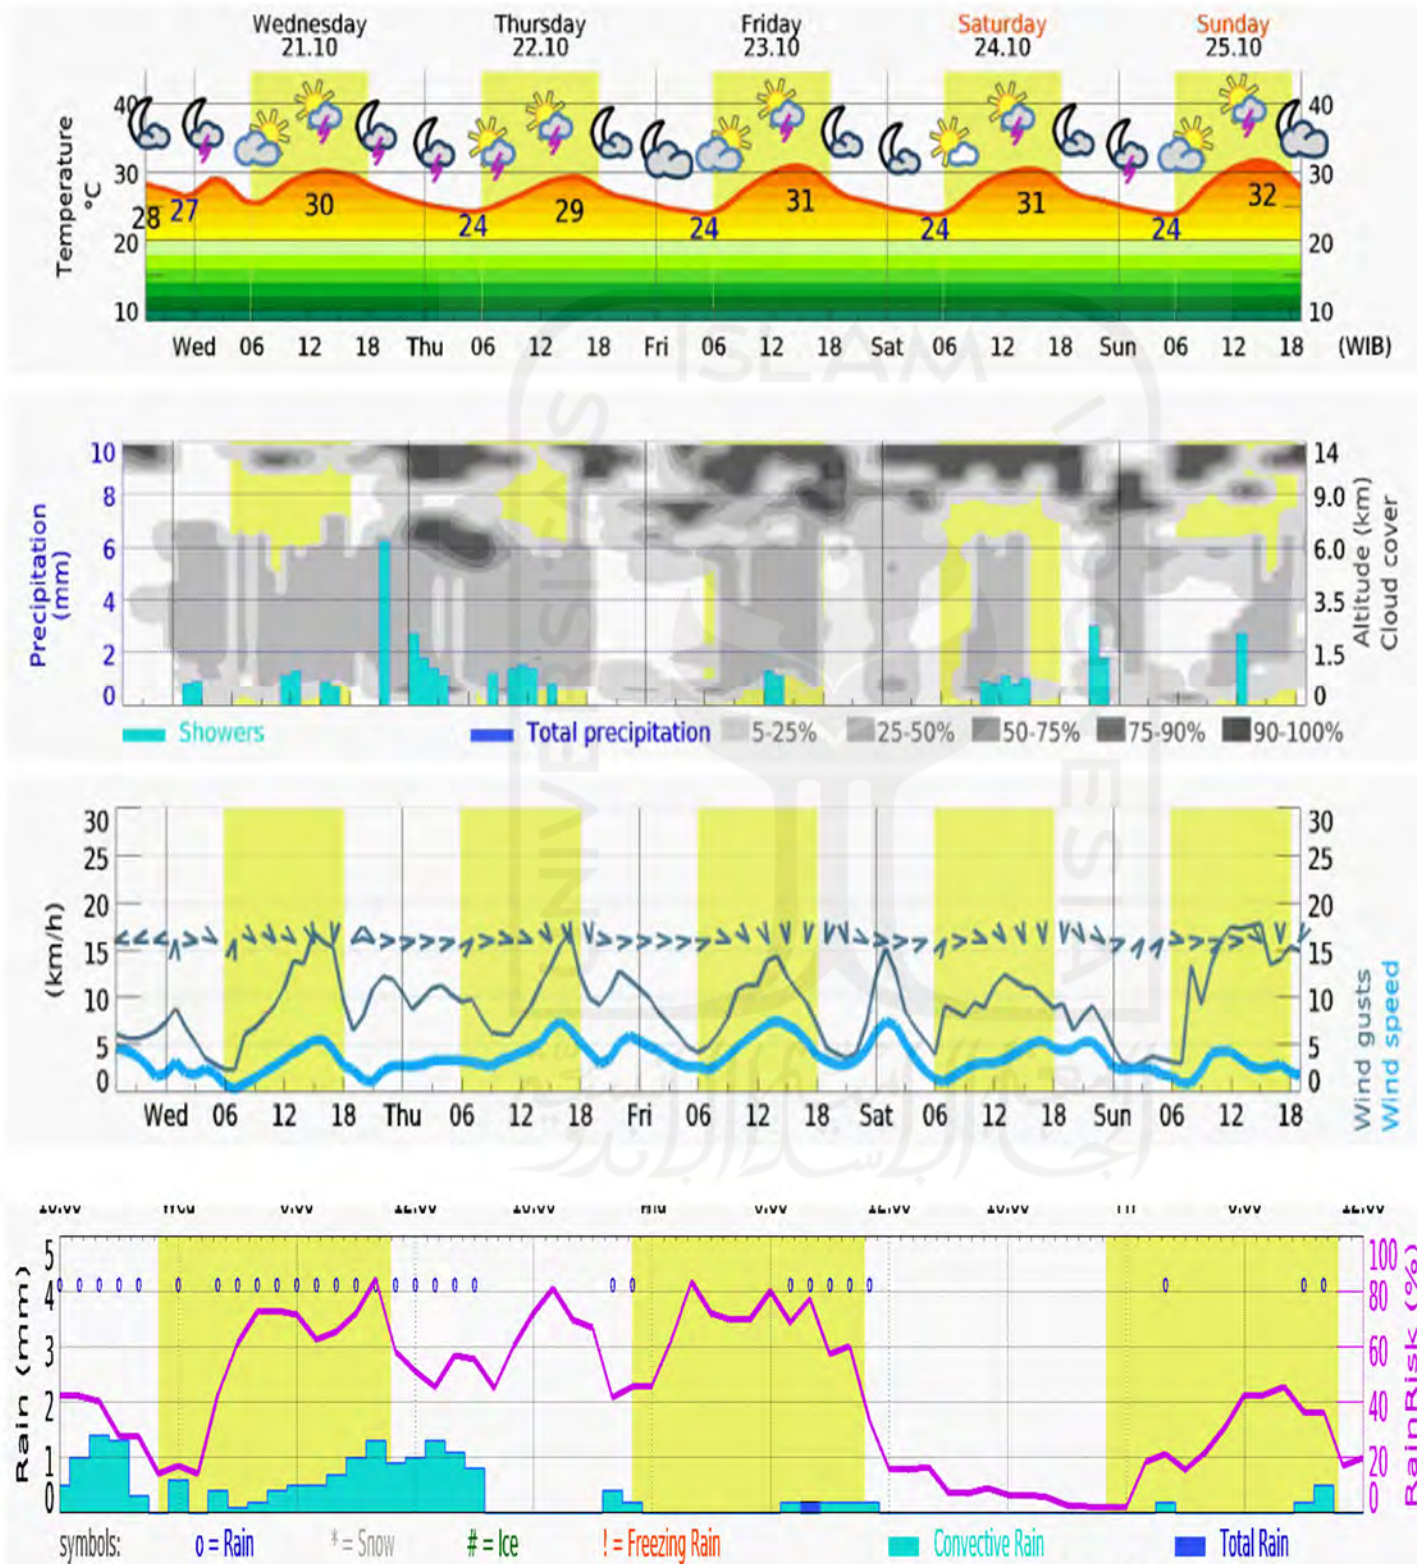 Wednesday Thursday Friday Saturday Sunday
21.10 22.10 23.10 24.10 25.10
Temperature
°C
40 40
30 30
20 20
10 10
28 27 30 24 29 24 31 24 31 24 32
Wed 06 12 18 Thu 06 12 18 Fri 06 12 18 Sat 06 12 18 Sun 06 12 18 (WIB)
ISLAM
UNIVERSITAS
Precipitation
(mm)
10 14
8 9.0
6 6.0
4 3.5
2 1.5
0 0
Altitude (km)
Cloud cover
Showers Total precipitation 5-25% 25-50% 50-75% 75-90% 90-100%
(km/h)
30 30
25 25
20 20
15 15
10 10
5 5
0 0
Wind gusts
Wind speed
Wed 06 12 18 Thu 06 12 18 Fri 06 12 18 Sat 06 12 18 Sun 06 12 18
Rain (mm)
5 100
4 80
3 60
2 40
1 20
0 0
RainRisk (%)
symbols: o = Rain * = Snow # = Ice ! = Freezing Rain Convective Rain Total Rain